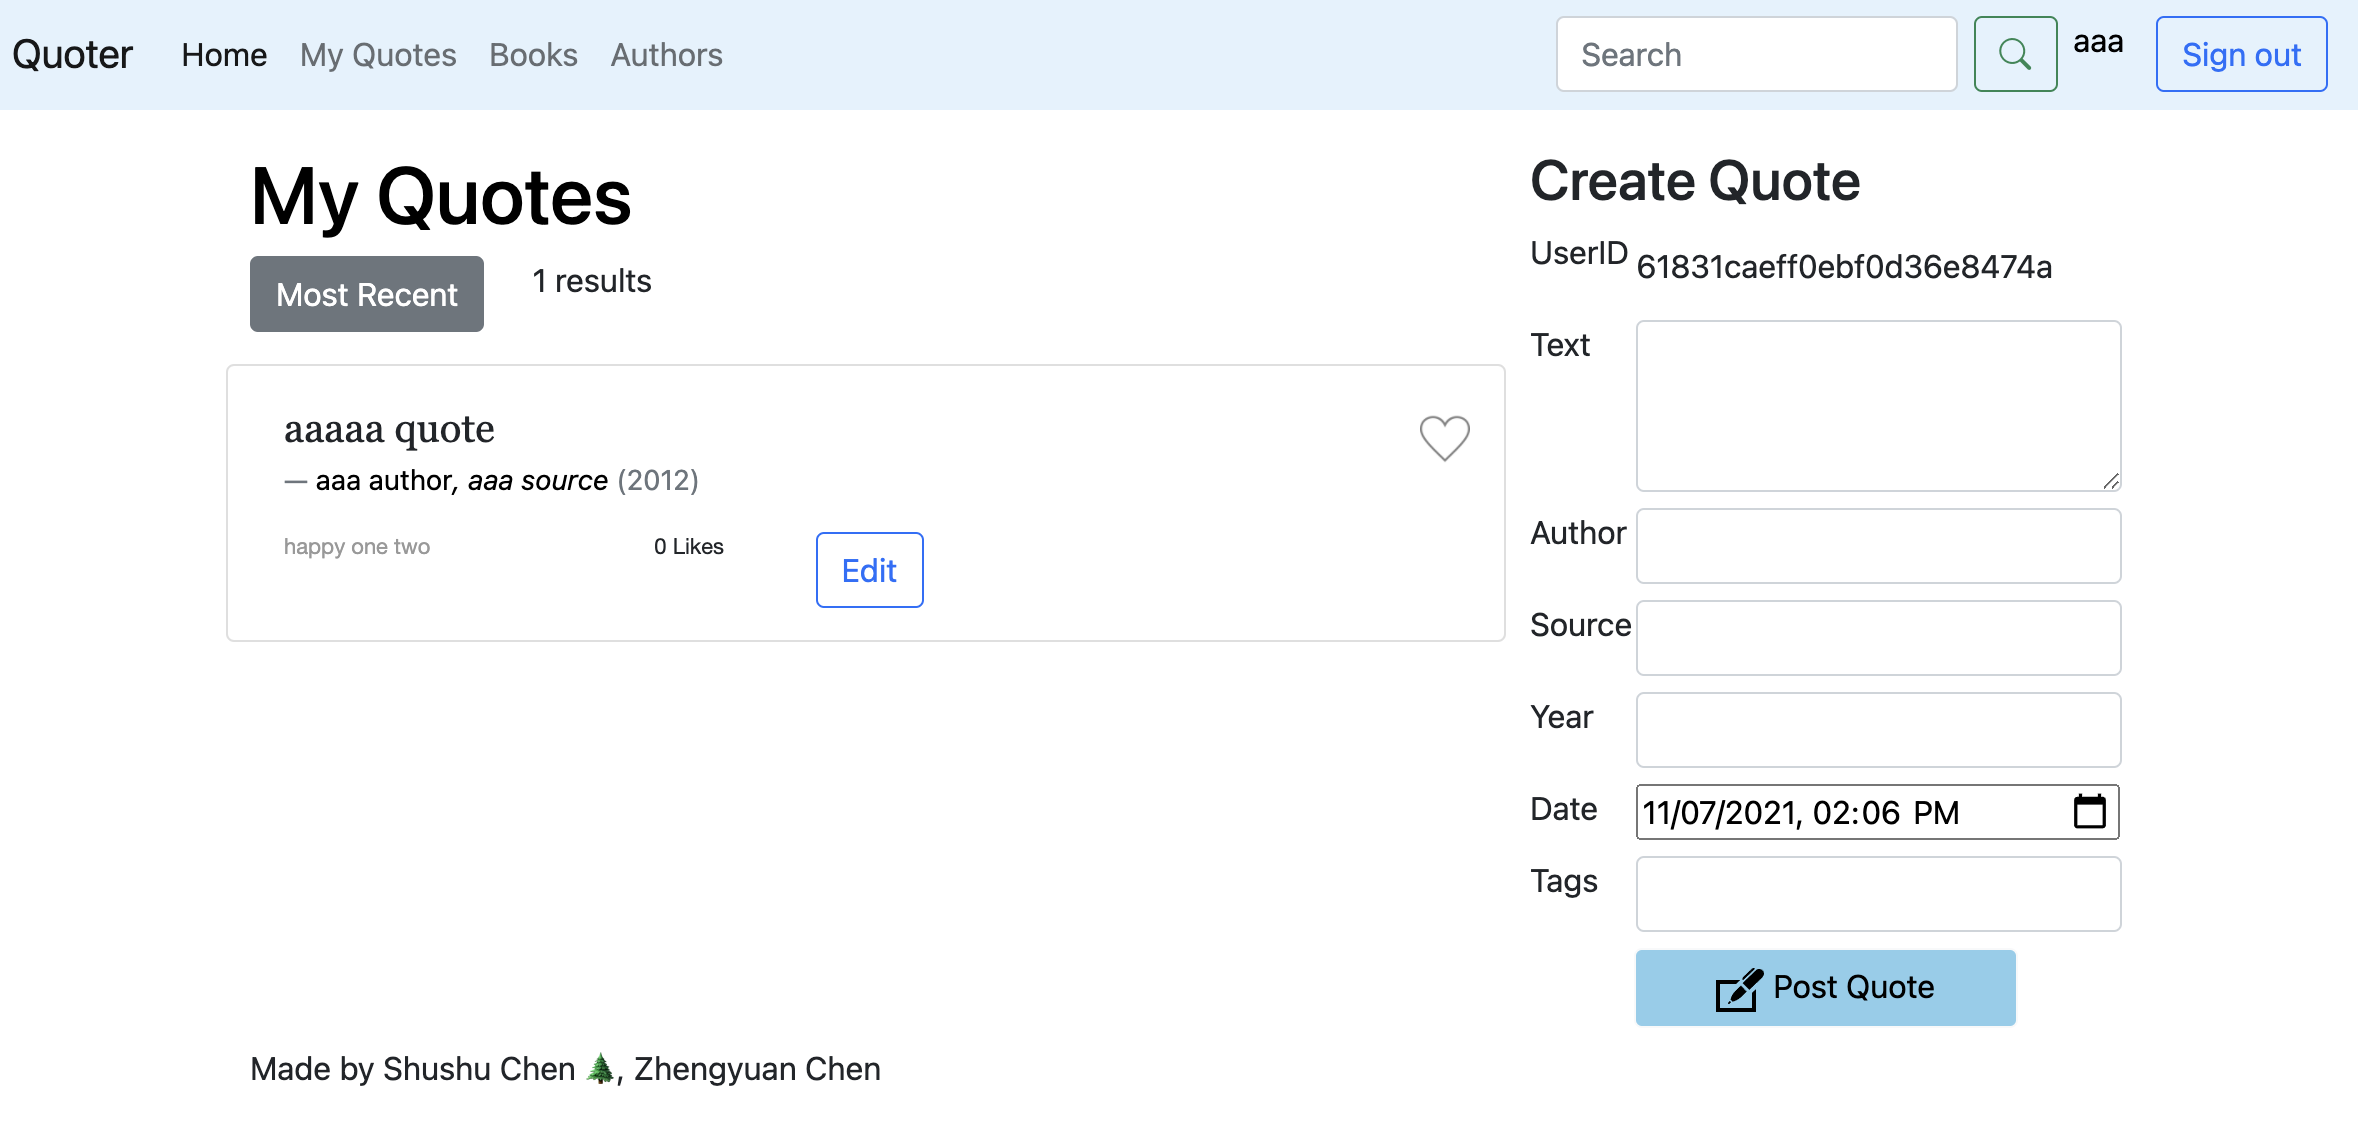 Quoter Home My Quotes Books Authors Search aaa Sign out
My Quotes
Most Recent 1 results
aaaaa quote
— aaa author, aaa source (2012)
happy one two 0 Likes Edit
Create Quote
UserID 61831caeff0ebf0d36e8474a
Text
Author
Source
Year
Date 11/07/2021, 02:06 PM
Tags
Post Quote
Made by Shushu Chen 🌲, Zhengyuan Chen